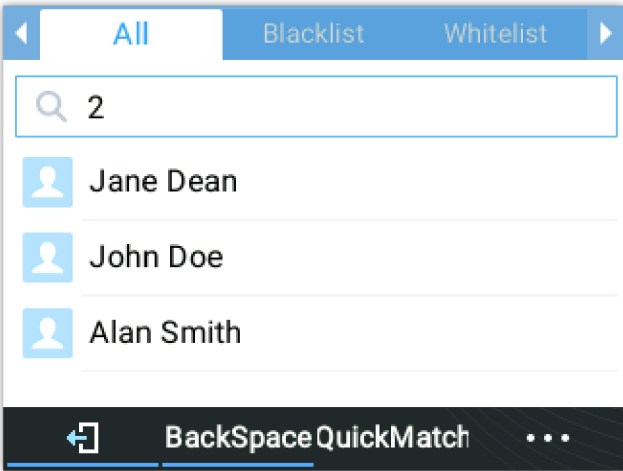 All Blacklist Whitelist
2
Jane Dean
John Doe
Alan Smith
BackSpace QuickMatch